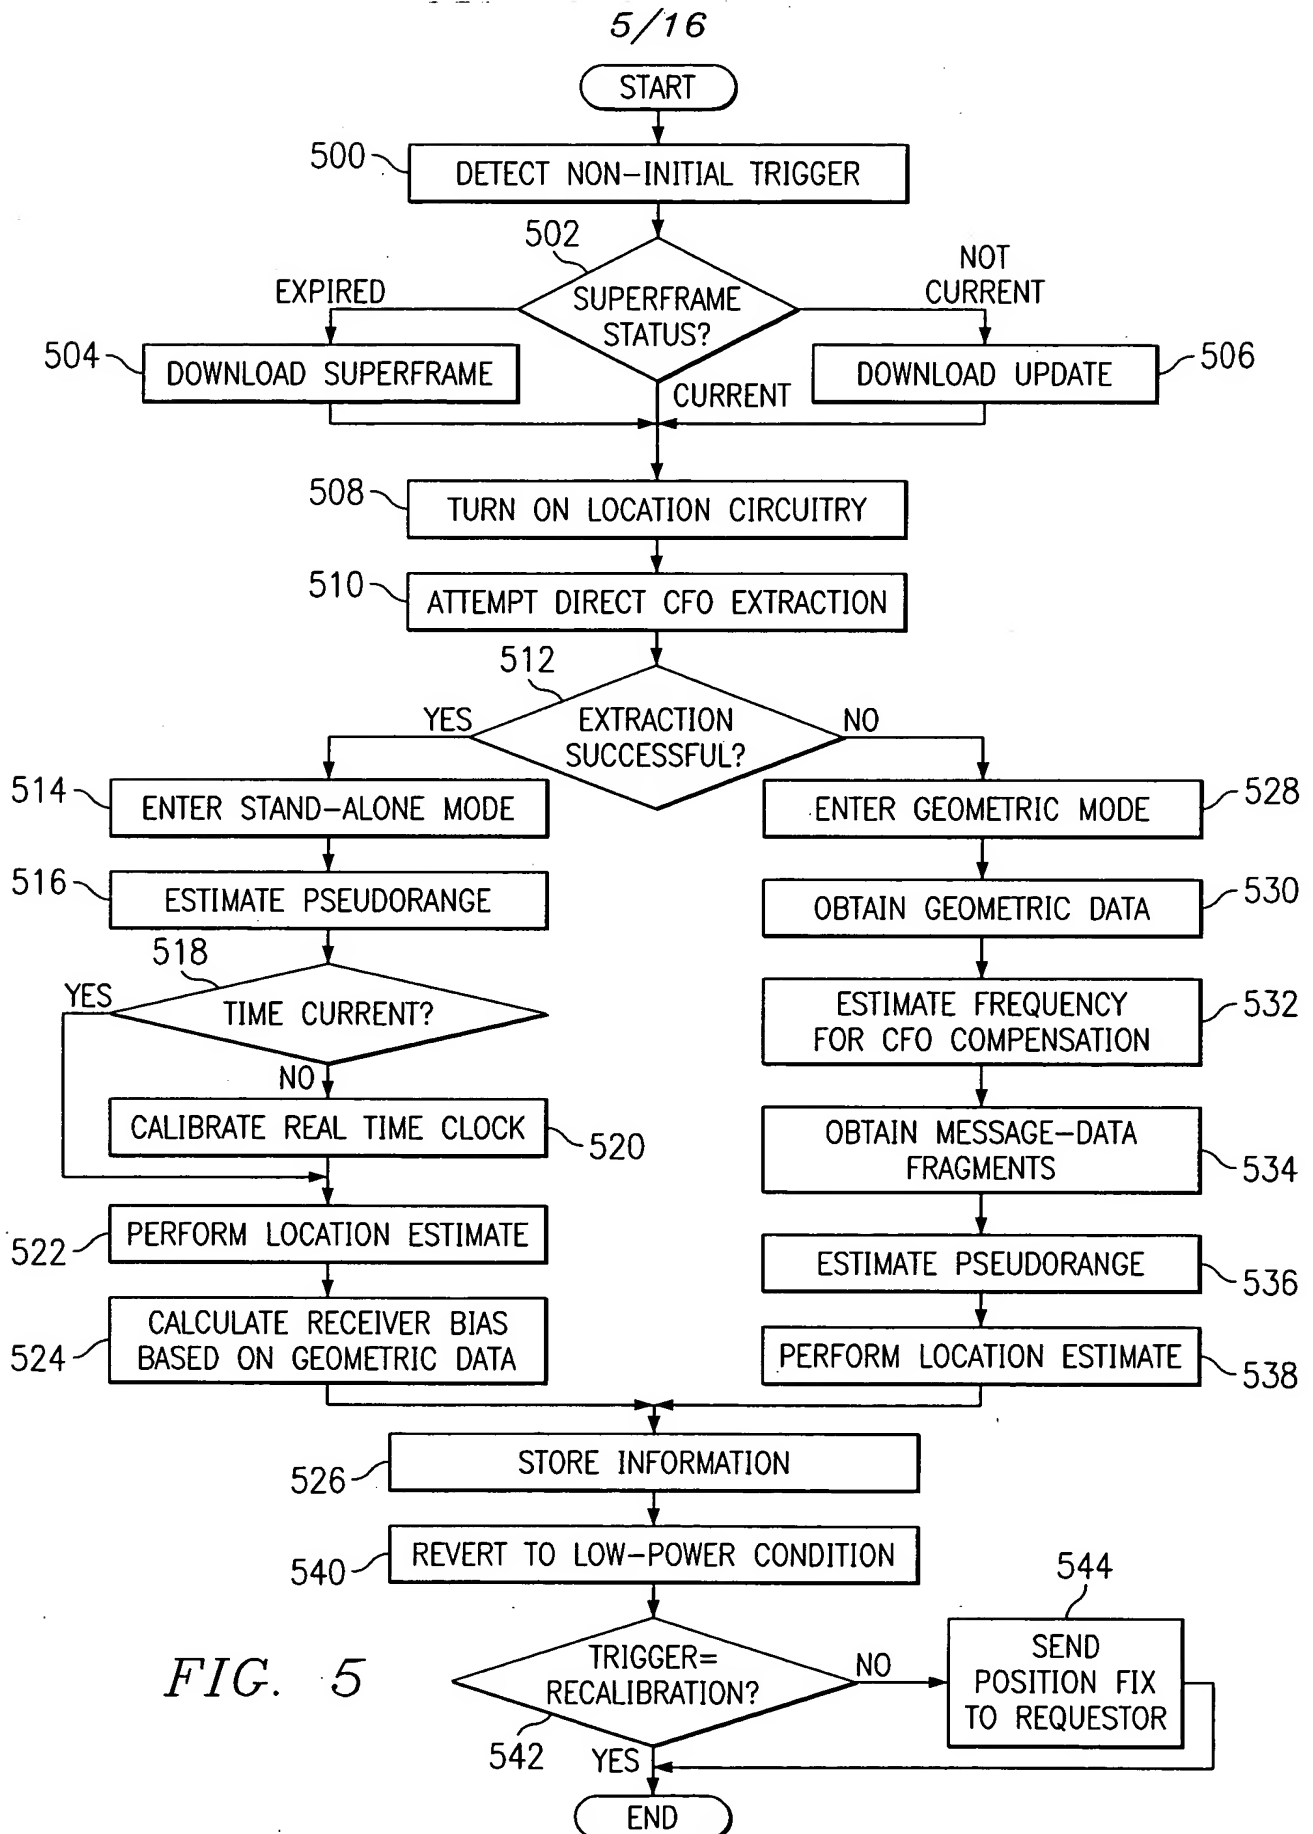 5/16
START
500
DETECT NON-INITIAL TRIGGER
502
SUPERFRAME
STATUS?
EXPIRED
NOT
CURRENT
504
DOWNLOAD SUPERFRAME
DOWNLOAD UPDATE
506
CURRENT
508
TURN ON LOCATION CIRCUITRY
510
ATTEMPT DIRECT CFO EXTRACTION
512
EXTRACTION
SUCCESSFUL?
YES
NO
514
ENTER STAND-ALONE MODE
516
ESTIMATE PSEUDORANGE
518
TIME CURRENT?
YES
NO
CALIBRATE REAL TIME CLOCK
520
522
PERFORM LOCATION ESTIMATE
524
CALCULATE RECEIVER BIAS
BASED ON GEOMETRIC DATA
ENTER GEOMETRIC MODE
528
OBTAIN GEOMETRIC DATA
530
ESTIMATE FREQUENCY
FOR CFO COMPENSATION
532
OBTAIN MESSAGE-DATA
FRAGMENTS
534
ESTIMATE PSEUDORANGE
536
PERFORM LOCATION ESTIMATE
538
526
STORE INFORMATION
540
REVERT TO LOW-POWER CONDITION
TRIGGER=
RECALIBRATION?
542
NO
544
SEND
POSITION FIX
TO REQUESTOR
YES
END
FIG. 5